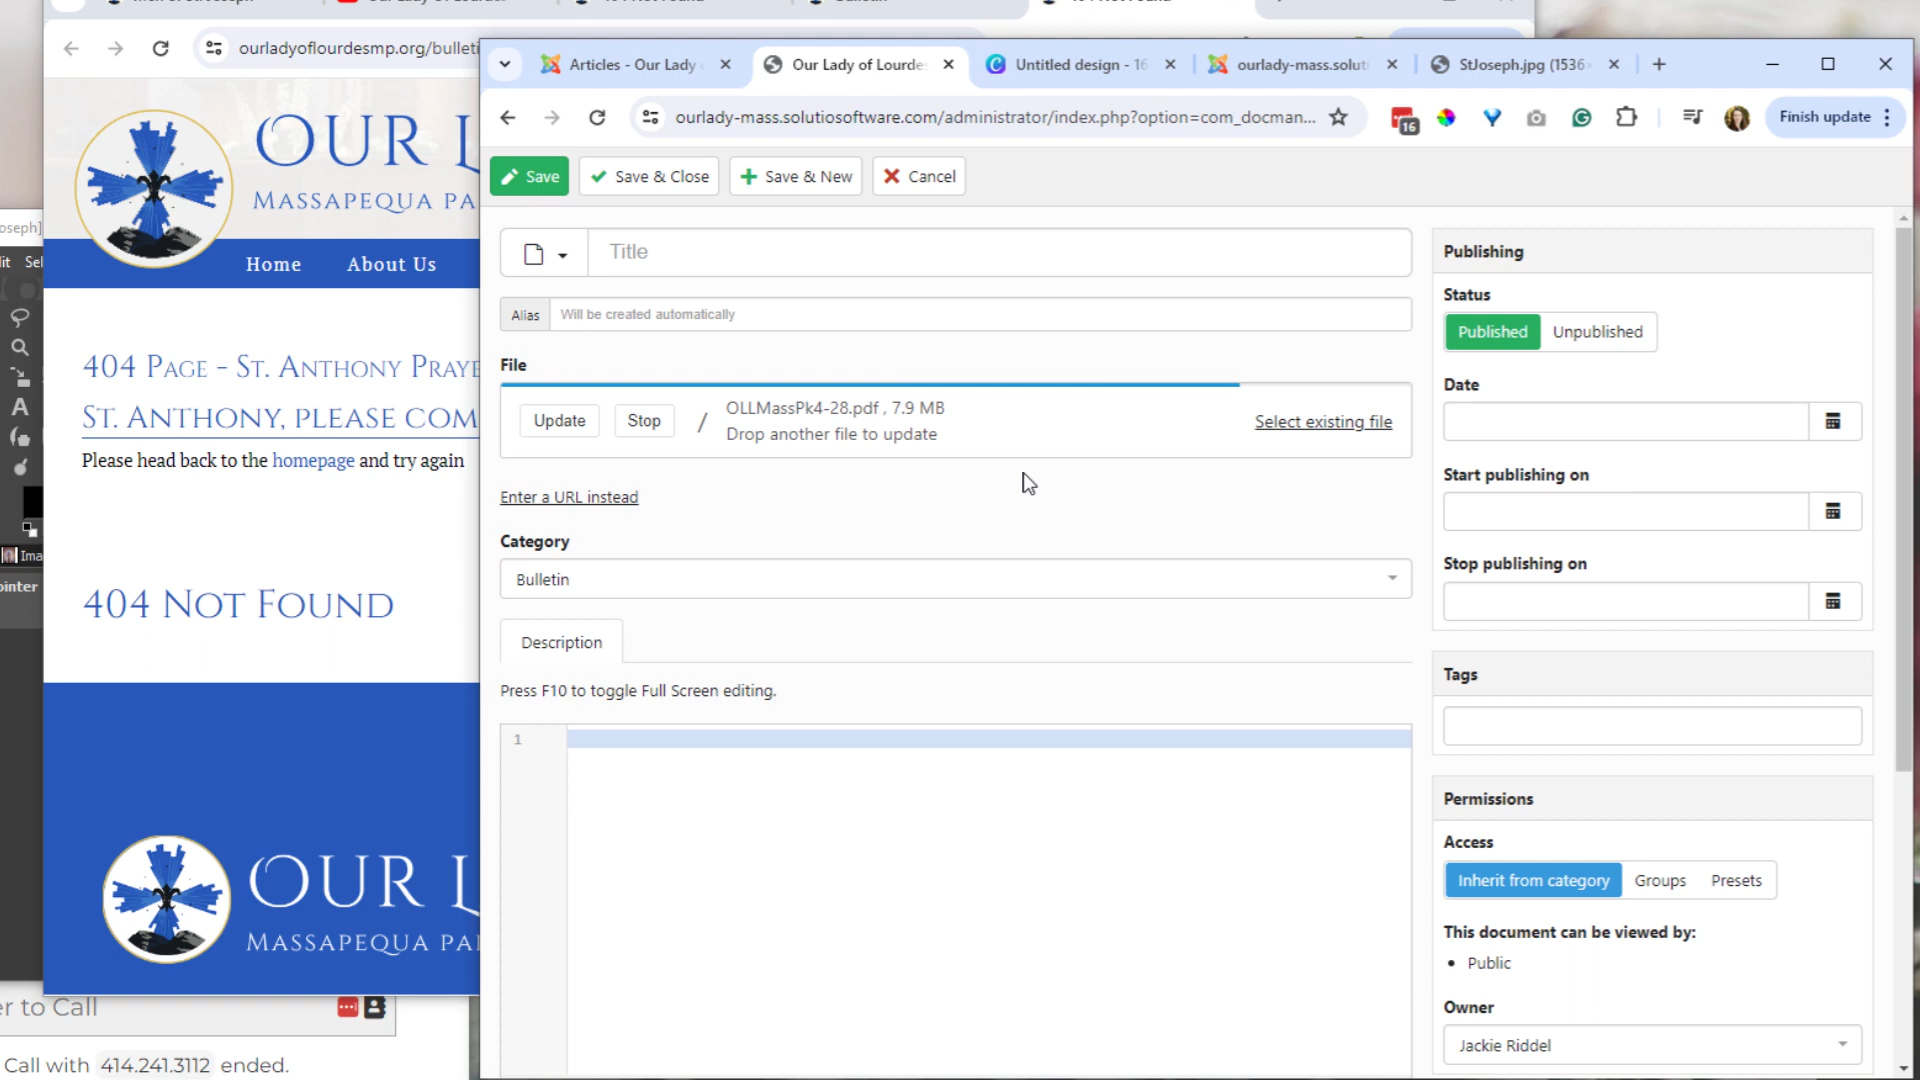 ourladyoflourdesmp.org/bulleti
OUR L
MASSAPEQUA PA
Home About Us
404 PAGE - ST. ANTHONY PRAYE
ST. ANTHONY, PLEASE COM
Please head back to the homepage and try again
404 NOT FOUND
OUR L
MASSAPEQUA PA
oseph]
it Sel
Ima
ointer
er to Call
Call with 414.241.3112 ended.
Articles - Our Lady
Our Lady of Lourde
Untitled design - 16
ourlady-mass.soluti
StJoseph.jpg (1536
ourlady-mass.solutiosoftware.com/administrator/index.php?option=com_docman...
16
Finish update
Save
Save & Close
Save & New
Cancel
Title
Alias Will be created automatically
File
Update Stop / OLLMassPk4-28.pdf , 7.9 MB
Drop another file to update
Select existing file
Enter a URL instead
Category
Bulletin
Description
Press F10 to toggle Full Screen editing.
1
Publishing
Status
Published Unpublished
Date
Start publishing on
Stop publishing on
Tags
Permissions
Access
Inherit from category Groups Presets
This document can be viewed by:
Public
Owner
Jackie Riddel